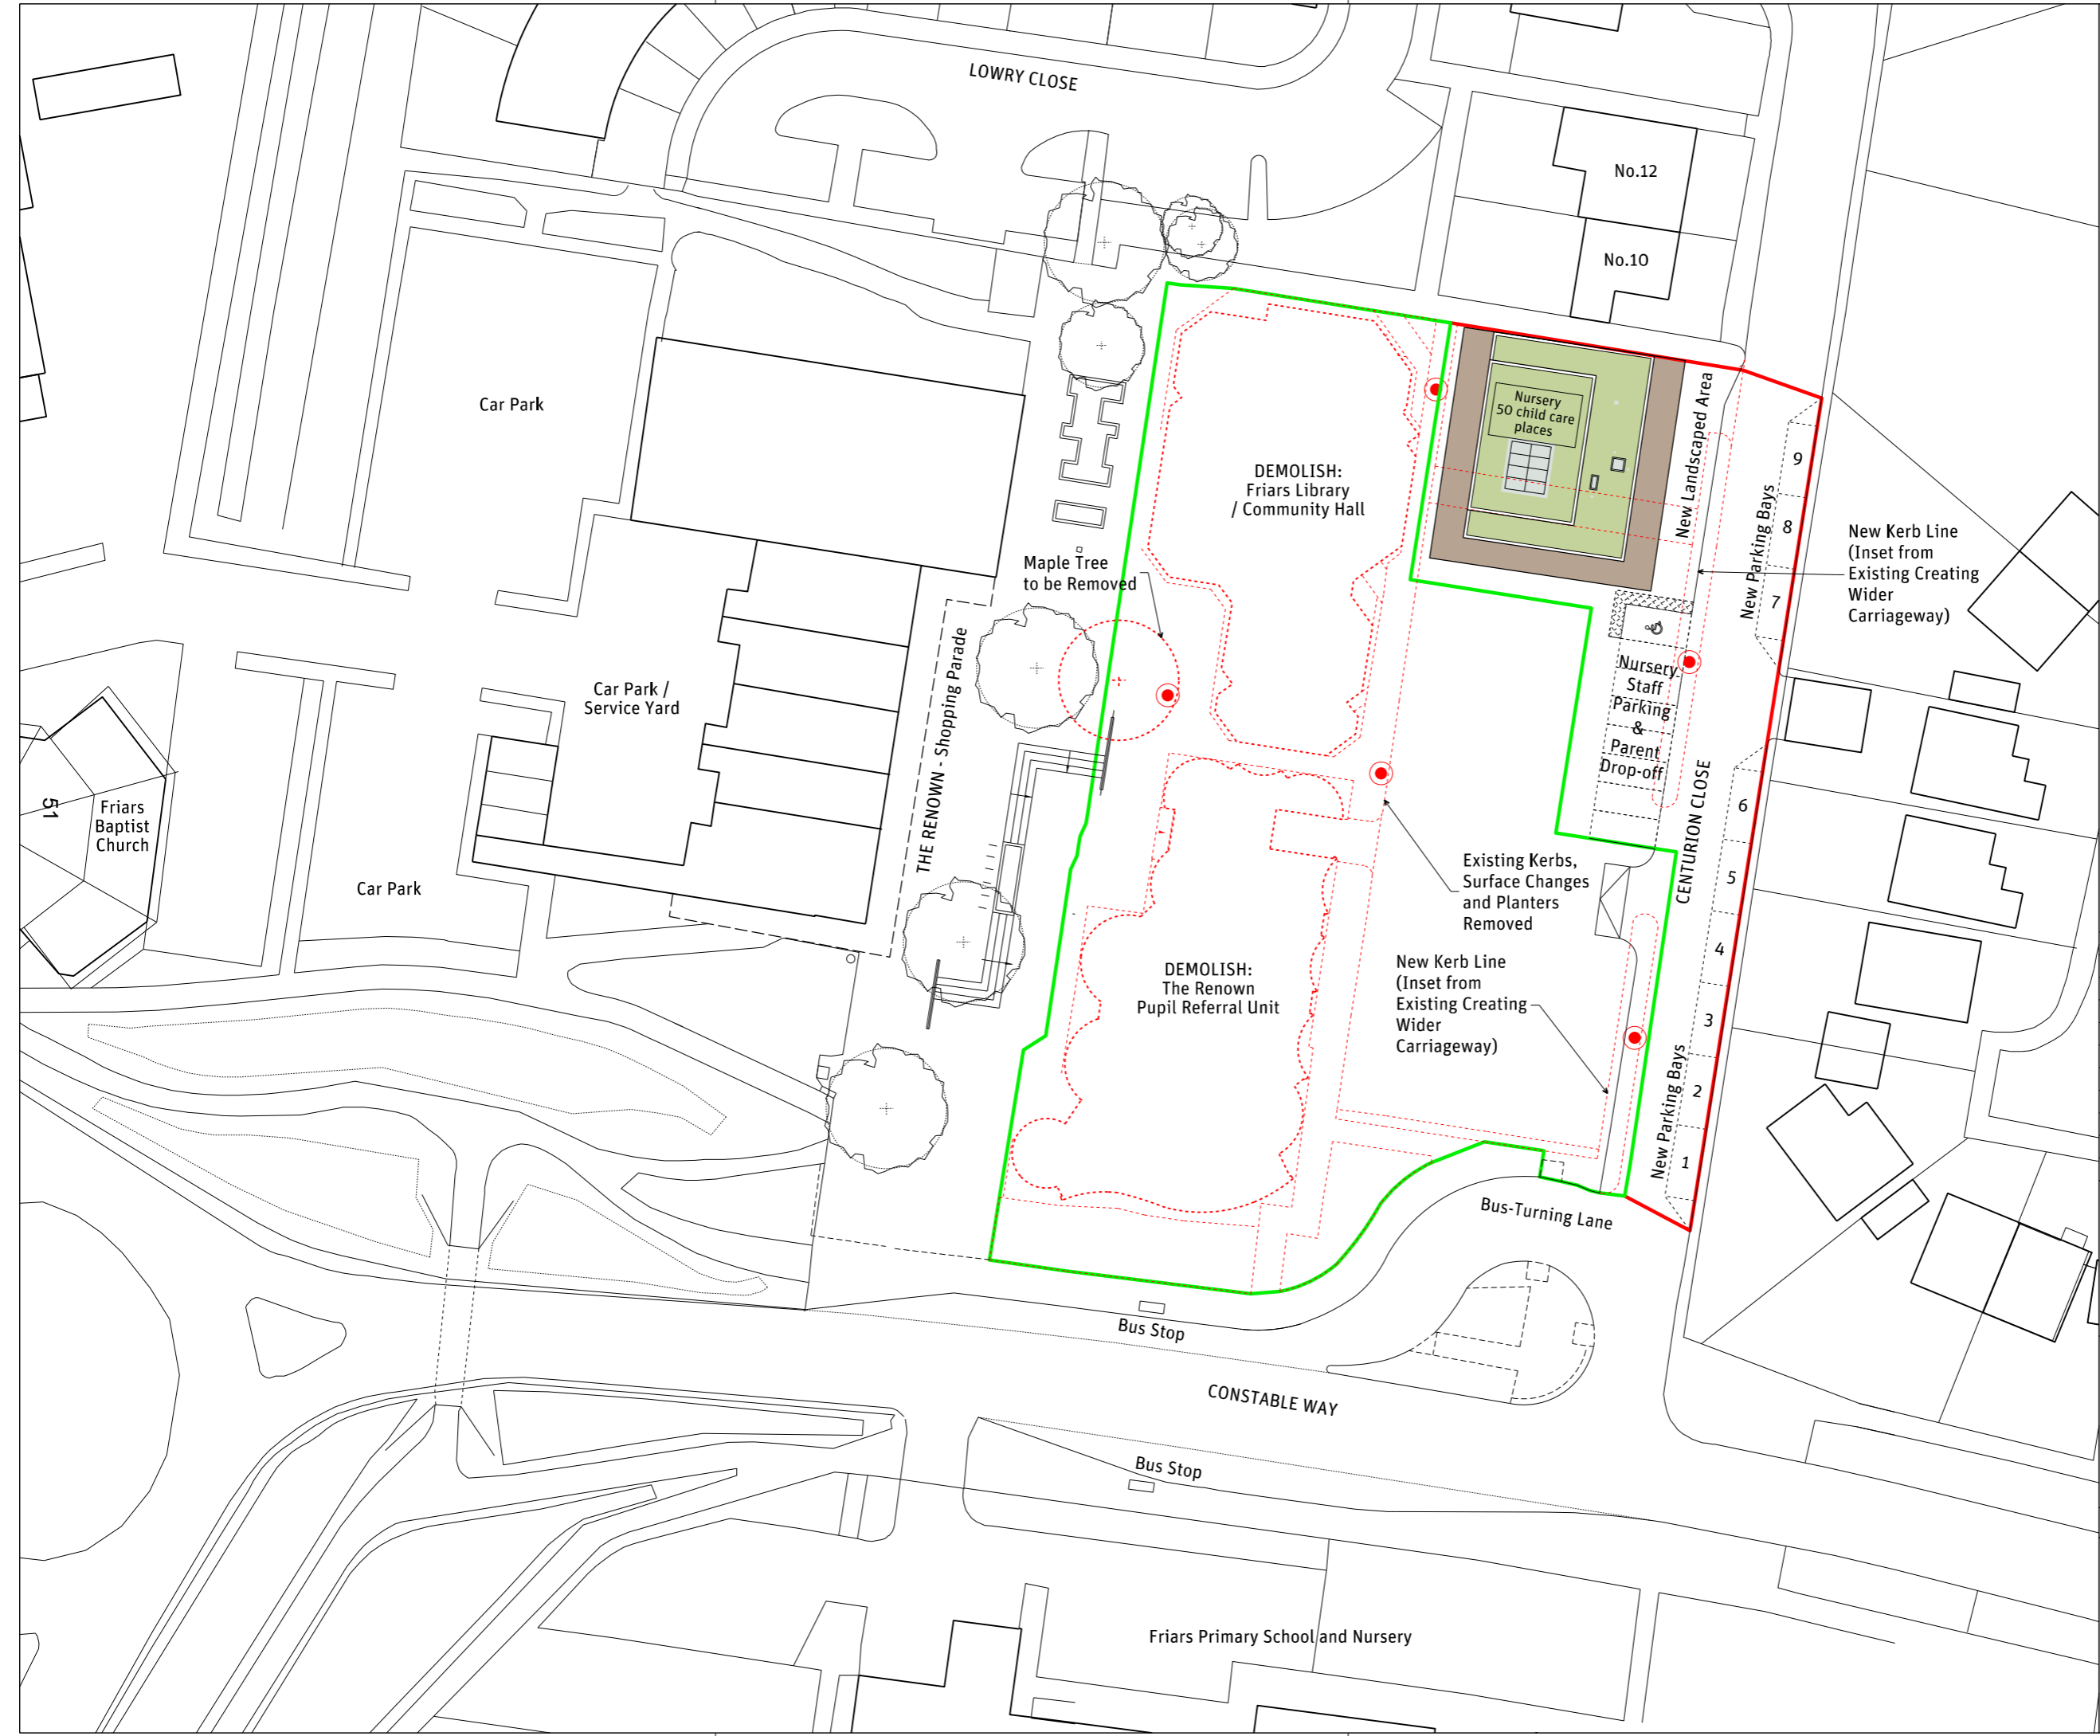 LOWRY CLOSE
No.12
No.10
Car Park
Nursery
50 child care
places
New Landscaped Area
9
8
7
New Parking Bays
New Kerb Line
(Inset from
Existing Creating
Wider
Carriageway)
DEMOLISH:
Friars Library
/ Community Hall
Maple Tree
to be Removed
Car Park /
Service Yard
THE RENOWN - Shopping Parade
Nursery
Staff
Parking
&
Parent
Drop-off
CENTURION CLOSE
51
Friars
Baptist
Church
Car Park
6
5
4
3
2
1
New Parking Bays
Existing Kerbs,
Surface Changes
and Planters
Removed
New Kerb Line
(Inset from
Existing Creating
Wider
Carriageway)
DEMOLISH:
The Renown
Pupil Referral Unit
Bus-Turning Lane
Bus Stop
CONSTABLE WAY
Bus Stop
Friars Primary School and Nursery